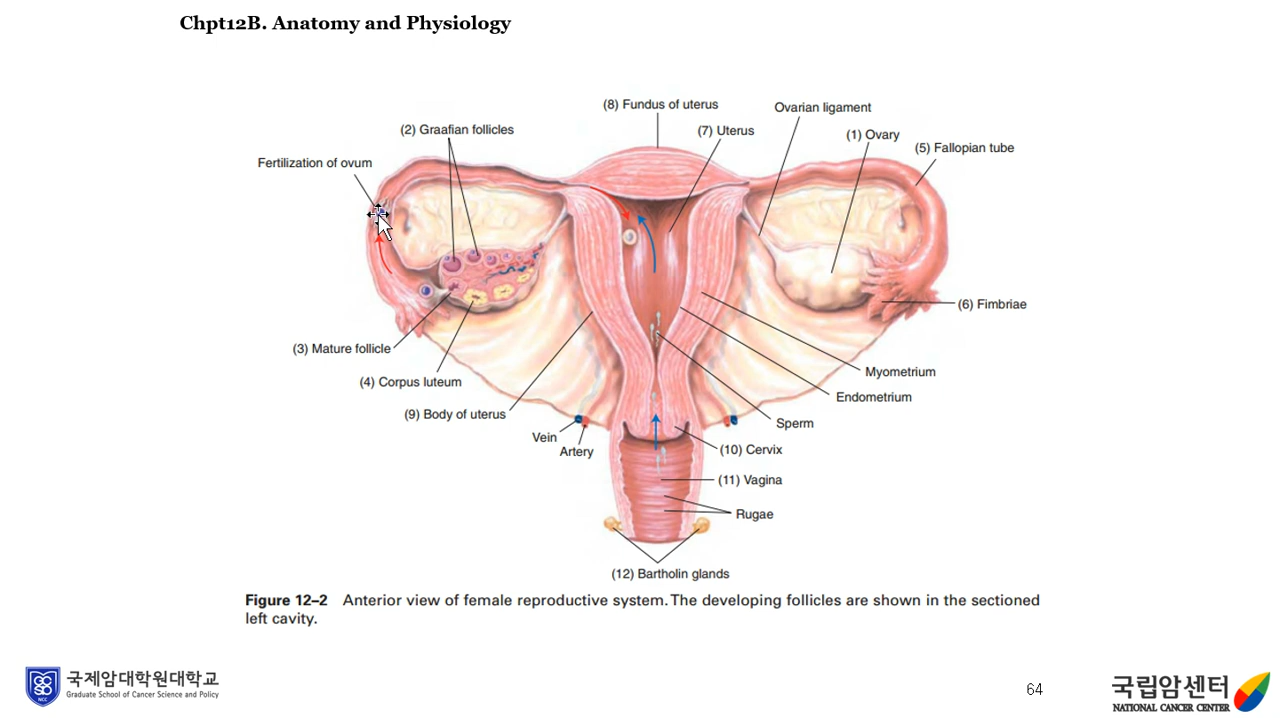 Chpt12B. Anatomy and Physiology
(8) Fundus of uterus
Ovarian ligament
(2) Graafian follicles
(7) Uterus
(1) Ovary
(5) Fallopian tube
Fertilization of ovum
(6) Fimbriae
(3) Mature follicle
Myometrium
(4) Corpus luteum
Endometrium
(9) Body of uterus
Sperm
Vein
Artery
(10) Cervix
(11) Vagina
Rugae
(12) Bartholin glands
Figure 12–2 Anterior view of female reproductive system. The developing follicles are shown in the sectioned
left cavity.
NCC
국제암대학원대학교
Graduate School of Cancer Science and Policy
64
국립암센터
NATIONAL CANCER CENTER